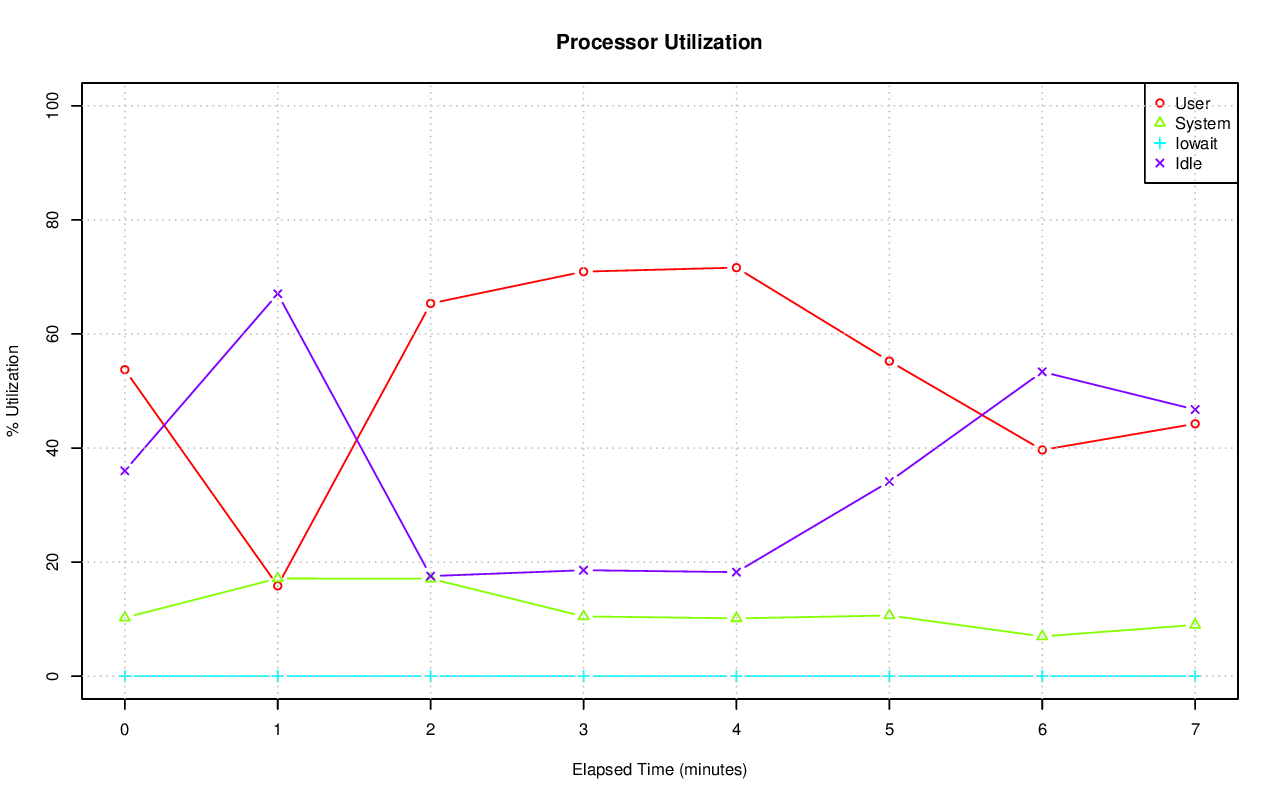 Processor Utilization
% Utilization
100
80
60
40
20
0
User
System
Iowait
Idle
0 1 2 3 4 5 6 7
Elapsed Time (minutes)